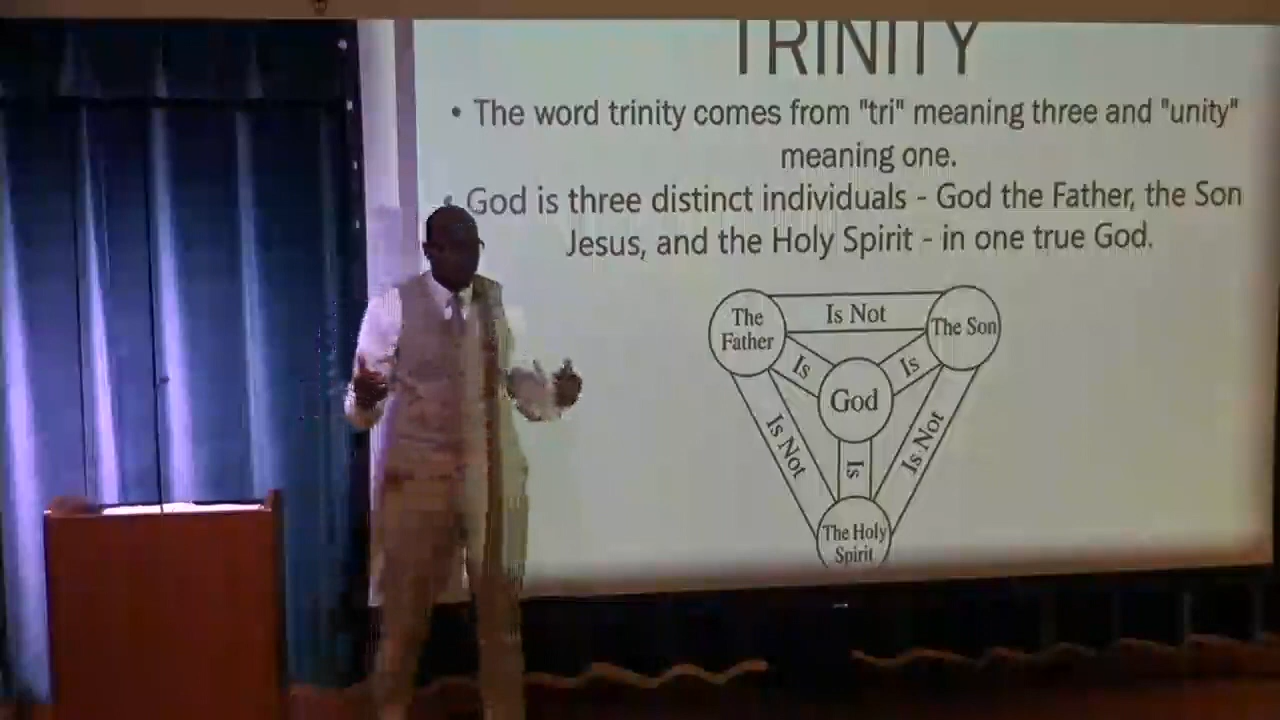 TRINITY
• The word trinity comes from "tri" meaning three and "unity"
meaning one.
• God is three distinct individuals - God the Father, the Son
Jesus, and the Holy Spirit - in one true God.
The
Father
Is Not
The Son
Is
Is
God
Is Not
Is Not
Is
The Holy
Spirit